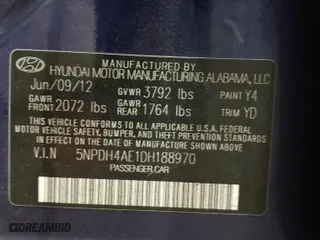 HYUNDAI MOTOR MANUFACTURING ALABAMA, LLC
Jun/09/12 GVWR 3792 lbs PAINT Y4
GAWR FRONT 2072 lbs GAWR REAR 1764 lbs TRIM YD
THIS VEHICLE CONFORMS TO ALL APPLICABLE U.S.
FEDERAL MOTOR VEHICLE SAFETY, BUMPER, AND THEFT PREVENTION STANDARDS
IN EFFECT ON THE DATE OF MANUFACTURE SHOWN ABOVE.
V.I.N 5NPDH4AE1DH188970
PASSENGER CAR
DREAMBID